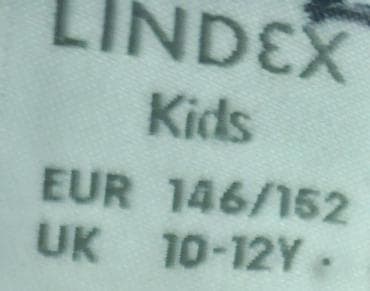 LINDEX
Kids
EUR 146/152
UK 10-12Y.